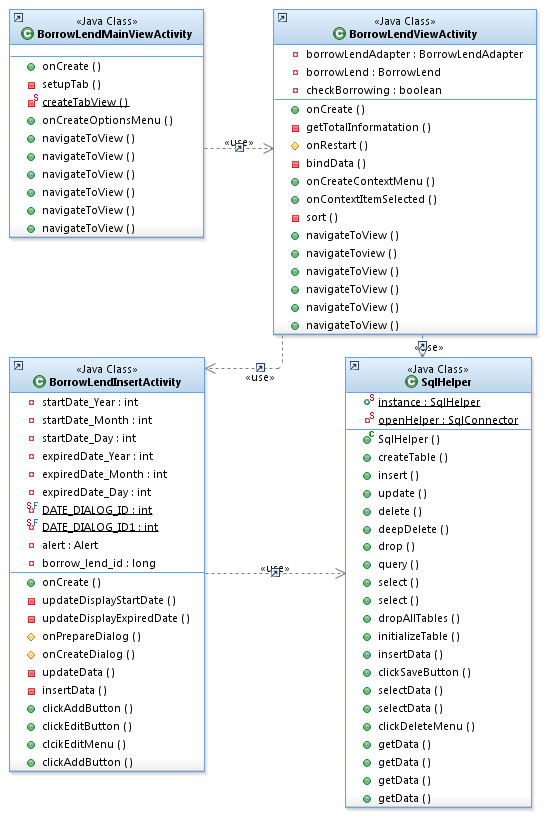 «Java Class»
BorrowLendMainViewActivity
onCreate ( )
setupTab ( )
createTabView ( )
onCreateOptionsMenu ( )
navigateToView ( )
navigateToView ( )
navigateToView ( )
navigateToView ( )
navigateToView ( )
navigateToView ( )
«use»
«Java Class»
BorrowLendViewActivity
borrowLendAdapter : BorrowLendAdapter
borrowLend : BorrowLend
checkBorrowing : boolean
onCreate ( )
getTotalInformatation ( )
onRestart ( )
bindData ( )
onCreateContextMenu ( )
onContextItemSelected ( )
sort ( )
navigateToView ( )
navigateToview ( )
navigateToView ( )
navigateToView ( )
navigateToView ( )
navigateToView ( )
«use»
«use»
«Java Class»
BorrowLendInsertActivity
startDate_Year : int
startDate_Month : int
startDate_Day : int
expiredDate_Year : int
expiredDate_Month : int
expiredDate_Day : int
DATE_DIALOG_ID : int
DATE_DIALOG_ID1 : int
alert : Alert
borrow_lend_id : long
onCreate ( )
updateDisplayStartDate ( )
updateDisplayExpiredDate ( )
onPrepareDialog ( )
onCreateDialog ( )
updateData ( )
insertData ( )
clickAddButton ( )
clickEditButton ( )
clcikEditMenu ( )
clickAddButton ( )
«use»
«Java Class»
SqlHelper
instance : SqlHelper
openHelper : SqlConnector
SqlHelper ( )
createTable ( )
insert ( )
update ( )
delete ( )
deepDelete ( )
drop ( )
query ( )
select ( )
select ( )
dropAllTables ( )
initializeTable ( )
insertData ( )
clickSaveButton ( )
selectData ( )
selectData ( )
clickDeleteMenu ( )
getData ( )
getData ( )
getData ( )
getData ( )